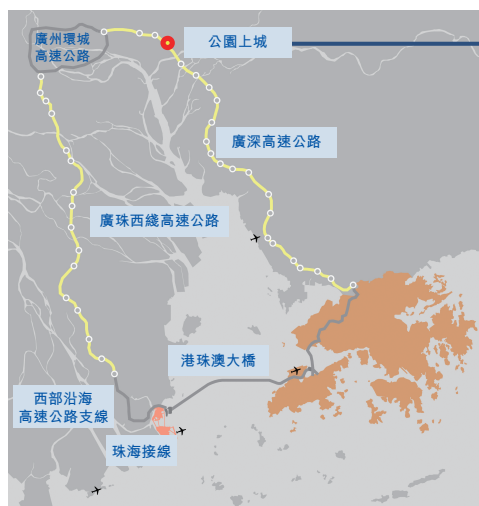 廣州環城
高速公路
公園上城
廣深高速公路
廣珠西綫高速公路
港珠澳大橋
西部沿海
高速公路支線
珠海接線